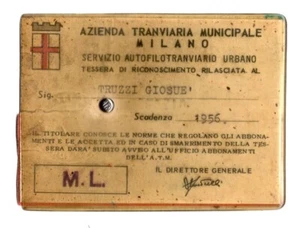 AZIENDA TRANVIARIA MUNICIPALE
MILANO
SERVIZIO AUTOFILOTRANVIARIO URBANO
TESSERA DI RICONOSCIMENTO RILASCIATA AL
Sig. TRUZZI GIOSUE'
Scadenza 1956
IL TITOLARE CONOSCE LE NORME CHE REGOLANO GLI ABBONA-
MENTI E LE ACCETTA ED IN CASO DI SMARRIMENTO DELLA TES-
SERA DARA' SUBITO AVVISO ALL'UFFICIO ABBONAMENTI
DELL'A.T.M.
M.L.
IL DIRETTORE GENERALE